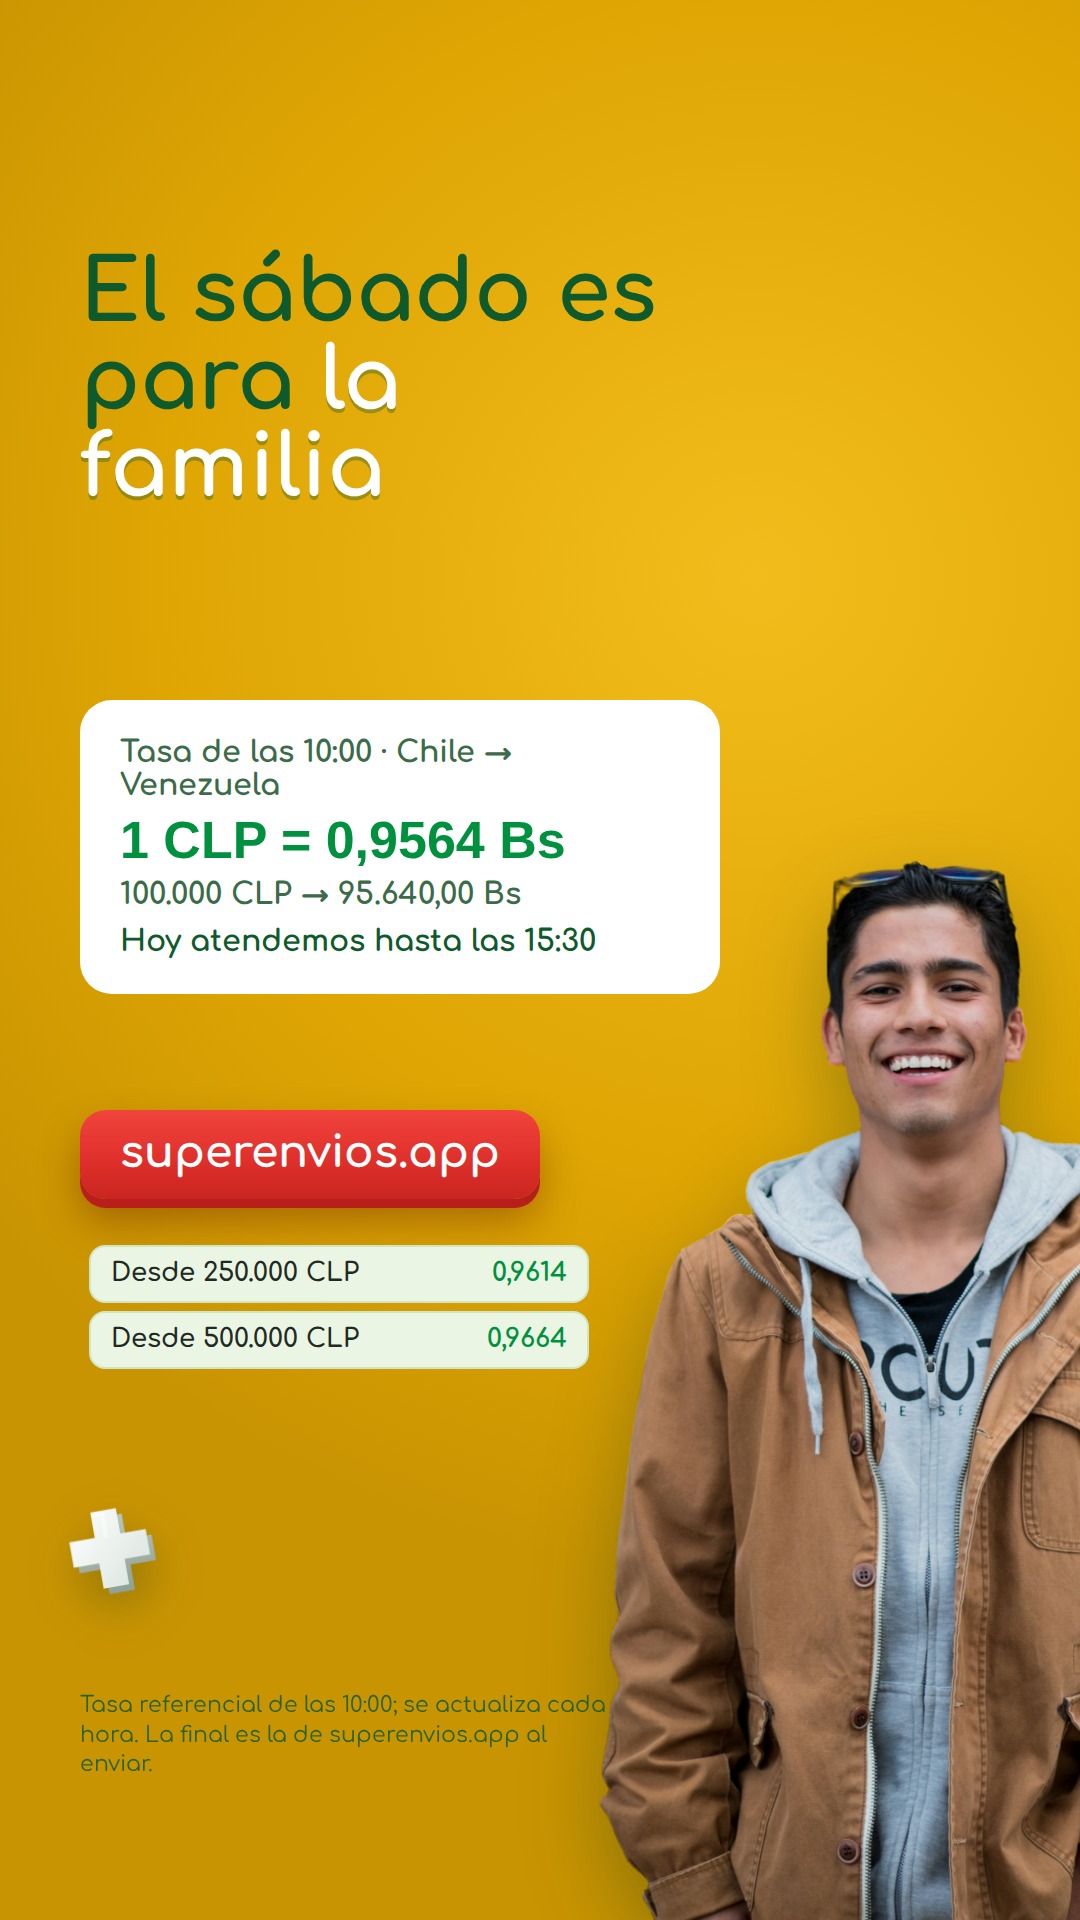 El sábado es
para la
familia
Tasa de las 10:00 · Chile →
Venezuela
1 CLP = 0,9564 Bs
100.000 CLP → 95.640,00 Bs
Hoy atendemos hasta las 15:30
superenvios.app
Desde 250.000 CLP 0,9614
Desde 500.000 CLP 0,9664
Tasa referencial de las 10:00; se actualiza cada
hora. La final es la de superenvios.app al
enviar.